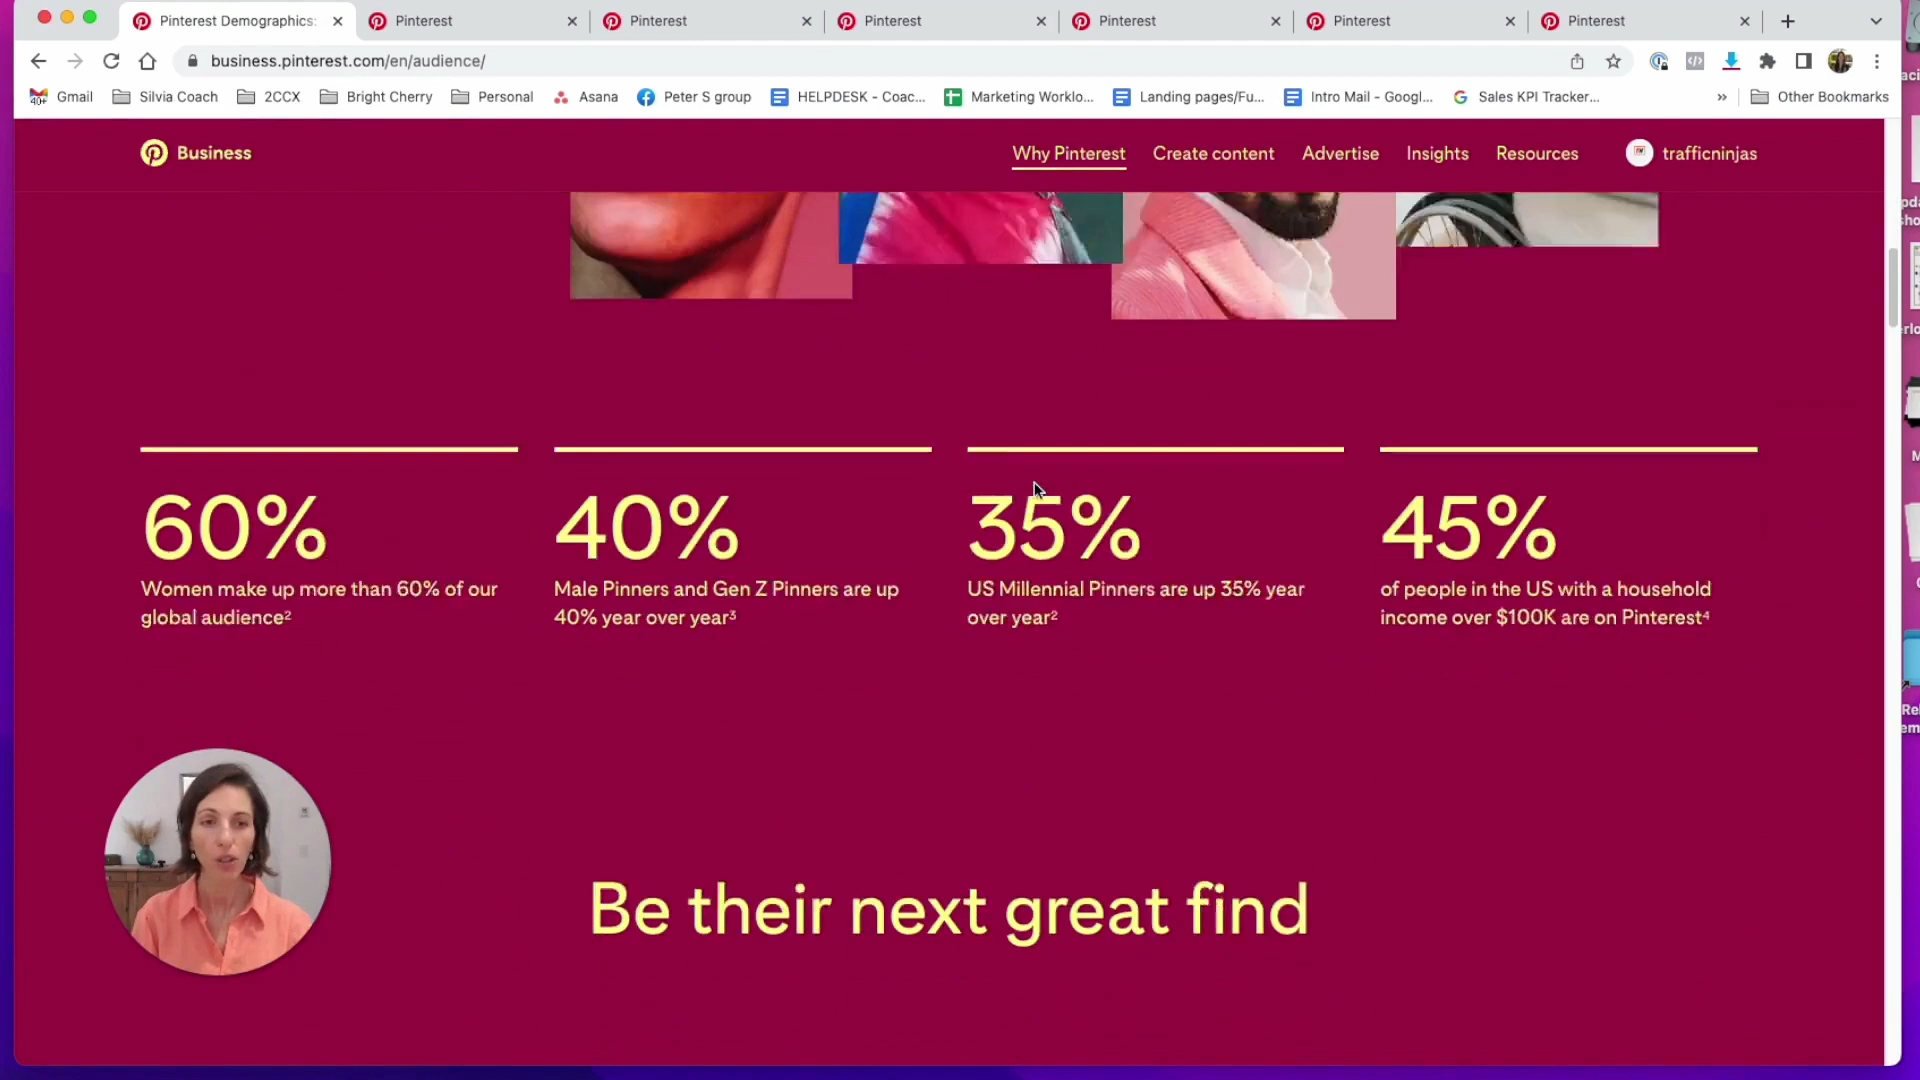 Pinterest Demographics:
Pinterest
Pinterest
Pinterest
Pinterest
Pinterest
Pinterest
business.pinterest.com/en/audience/
40+
Gmail
Silvia Coach
2CCX
Bright Cherry
Personal
Asana
Peter S group
HELPDESK - Coac...
Marketing Worklo...
Landing pages/Fu...
Intro Mail - Googl...
Sales KPI Tracker...
»
Other Bookmarks
Business
Why Pinterest
Create content
Advertise
Insights
Resources
trafficninjas
60%
Women make up more than 60% of our
global audience²
40%
Male Pinners and Gen Z Pinners are up
40% year over year³
35%
US Millennial Pinners are up 35% year
over year²
45%
of people in the US with a household
income over $100K are on Pinterest⁴
Be their next great find